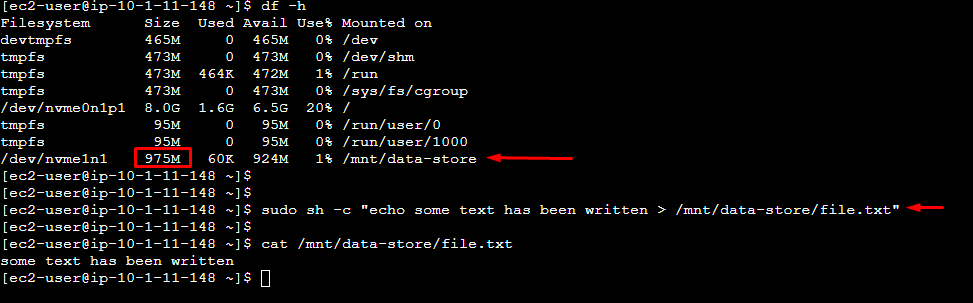 [ec2-user@ip-10-1-11-148 ~]$ df -h
Filesystem      Size  Used Avail Use% Mounted on
devtmpfs        465M     0  465M   0% /dev
tmpfs           473M     0  473M   0% /dev/shm
tmpfs           473M  464K  472M   1% /run
tmpfs           473M     0  473M   0% /sys/fs/cgroup
/dev/nvme0n1p1  8.0G  1.6G  6.5G  20% /
tmpfs            95M     0   95M   0% /run/user/0
tmpfs            95M     0   95M   0% /run/user/1000
/dev/nvme1n1    975M   60K  924M   1% /mnt/data-store
[ec2-user@ip-10-1-11-148 ~]$
[ec2-user@ip-10-1-11-148 ~]$
[ec2-user@ip-10-1-11-148 ~]$ sudo sh -c "echo some text has been written > /mnt/data-store/file.txt"
[ec2-user@ip-10-1-11-148 ~]$
[ec2-user@ip-10-1-11-148 ~]$ cat /mnt/data-store/file.txt
some text has been written
[ec2-user@ip-10-1-11-148 ~]$